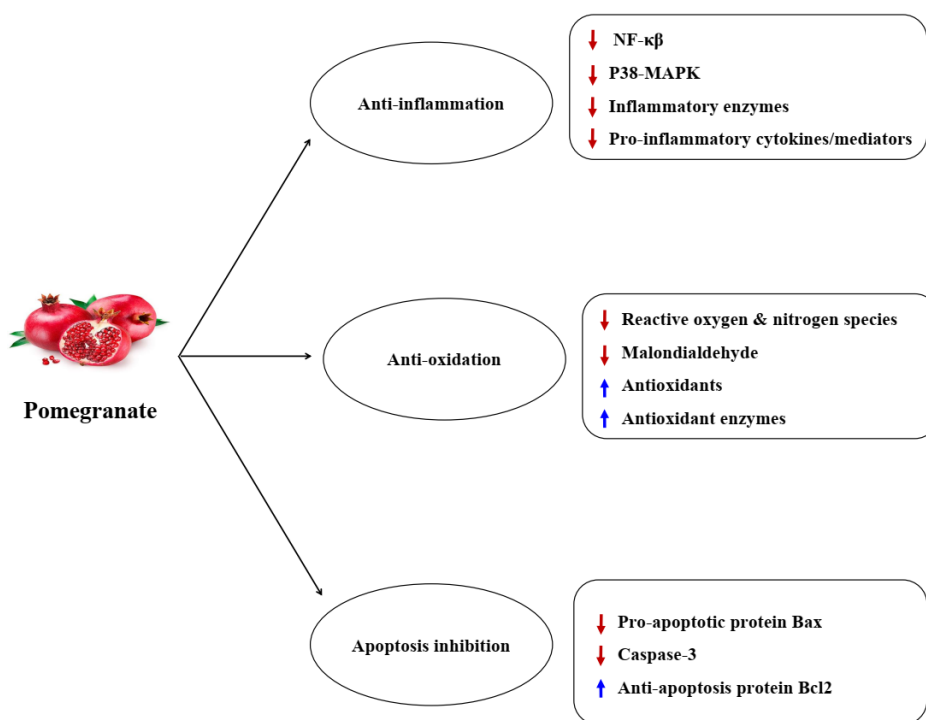 Pomegranate
Anti-inflammation
NF-κβ
P38-MAPK
Inflammatory enzymes
Pro-inflammatory cytokines/mediators
Anti-oxidation
Reactive oxygen & nitrogen species
Malondialdehyde
Antioxidants
Antioxidant enzymes
Apoptosis inhibition
Pro-apoptotic protein Bax
Caspase-3
Anti-apoptosis protein Bcl2